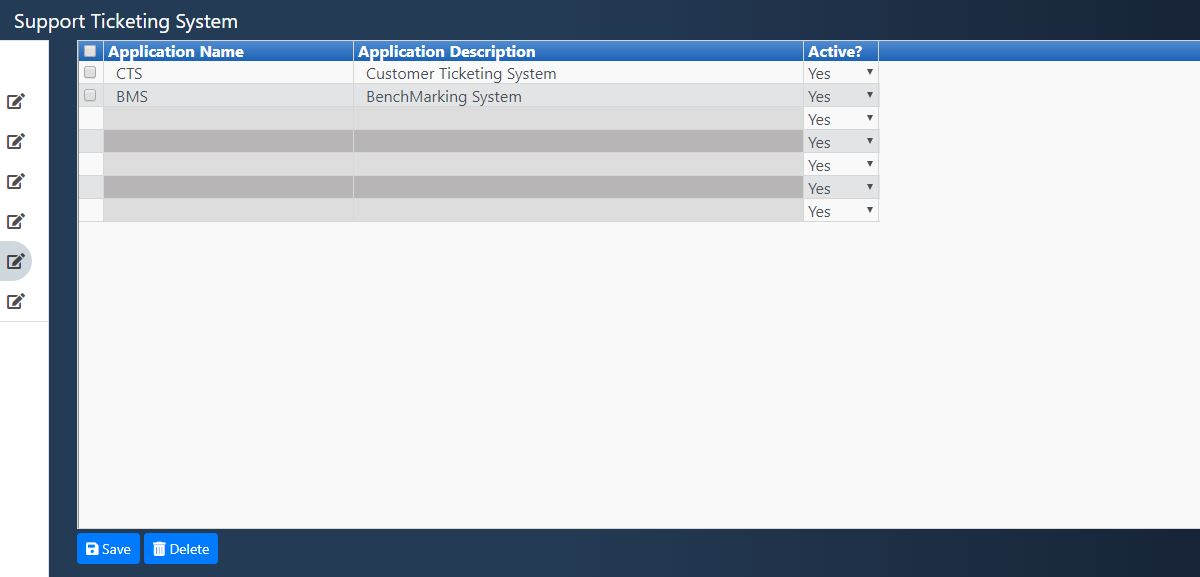 Support Ticketing System
Application Name Application Description Active?
CTS Customer Ticketing System Yes
BMS BenchMarking System Yes
Yes
Yes
Yes
Yes
Yes
Save Delete